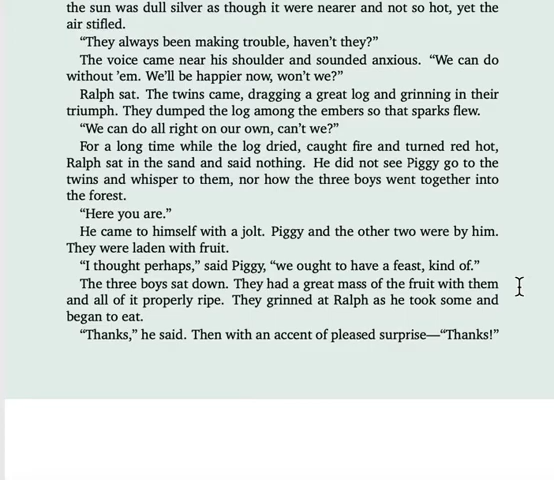 the sun was dull silver as though it were nearer and not so hot, yet the
air stifled.
“They always been making trouble, haven’t they?”
The voice came near his shoulder and sounded anxious. “We can do
without ’em. We’ll be happier now, won’t we?”
Ralph sat. The twins came, dragging a great log and grinning in their
triumph. They dumped the log among the embers so that sparks flew.
“We can do all right on our own, can’t we?”
For a long time while the log dried, caught fire and turned red hot,
Ralph sat in the sand and said nothing. He did not see Piggy go to the
twins and whisper to them, nor how the three boys went together into
the forest.
“Here you are.”
He came to himself with a jolt. Piggy and the other two were by him.
They were laden with fruit.
“I thought perhaps,” said Piggy, “we ought to have a feast, kind of.”
The three boys sat down. They had a great mass of the fruit with them
and all of it properly ripe. They grinned at Ralph as he took some and
began to eat.
“Thanks,” he said. Then with an accent of pleased surprise—“Thanks!”